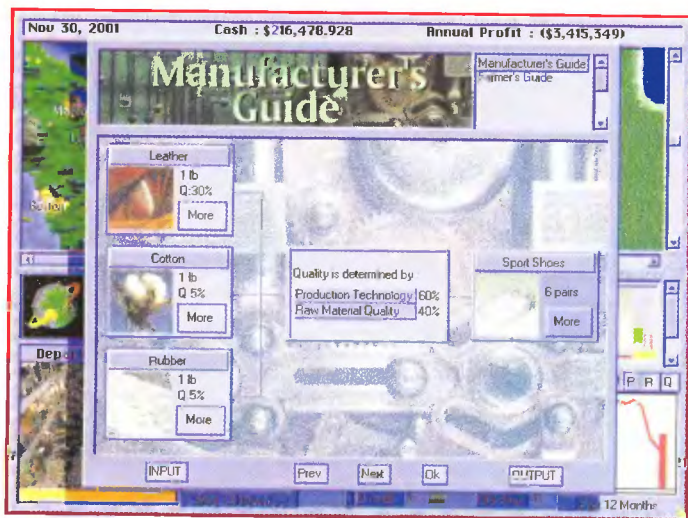 Nov 30, 2001 Cash : $216,478.928 Annual Profit : ($3,415,349)
Manufacturer's
Guide
Manufacturer's Guide
Farmer's Guide
Leather
1 lb
Q:30%
More
Cotton
1 lb
Q 5%
More
Rubber
1 lb
Q 5%
More
Quality is determined by
Production Technology 60%
Raw Material Quality 40%
Sport Shoes
6 pairs
More
INPUT Prev Next Ok OUTPUT
P R Q
12 Months